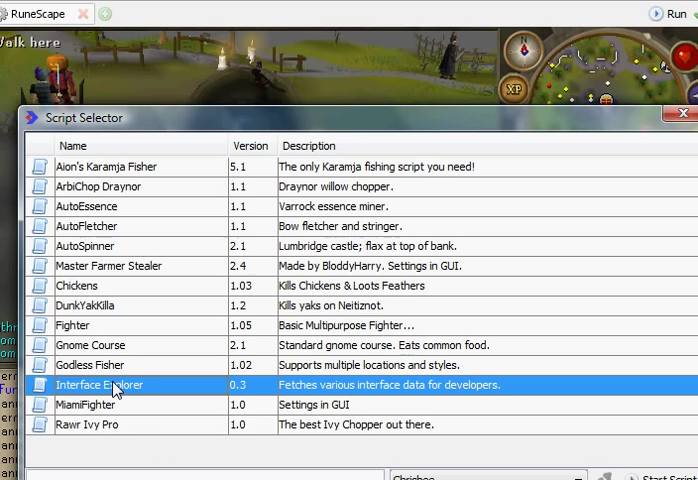 RuneScape
Run
Walk here
XP
Script Selector
Name Version Description
Aion's Karamja Fisher 5.1 The only Karamja fishing script you need!
ArbiChop Draynor 1.1 Draynor willow chopper.
AutoEssence 1.1 Varrock essence miner.
AutoFletcher 1.1 Bow fletcher and stringer.
AutoSpinner 2.1 Lumbridge castle; flax at top of bank.
Master Farmer Stealer 2.4 Made by BloddyHarry. Settings in GUI.
Chickens 1.03 Kills Chickens & Loots Feathers
DunkYakKilla 1.2 Kills yaks on Neitiznot.
Fighter 1.05 Basic Multipurpose Fighter...
Gnome Course 2.1 Standard gnome course. Eats common food.
Godless Fisher 1.02 Supports multiple locations and styles.
Interface Explorer 0.3 Fetches various interface data for developers.
MiamiFighter 1.0 Settings in GUI
Rawr Ivy Pro 1.0 The best Ivy Chopper out there.
Start Script